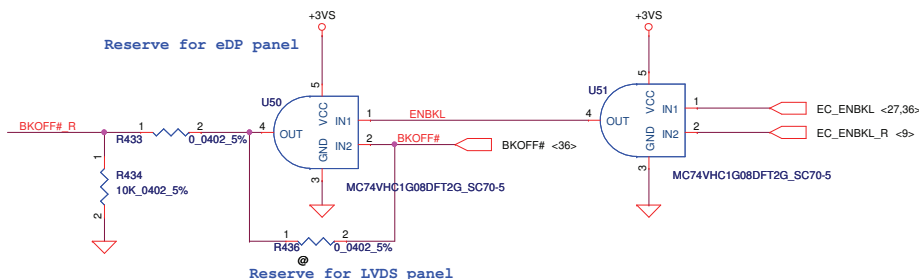 +3VS
+3VS
Reserve for eDP panel
5
5
U50
U51
VCC
VCC
BKOFF#_R
1
2
4
OUT
IN1
1
ENBKL
4
OUT
IN1
1
EC_ENBKL <27,36>
R433
0_0402_5%
GND
IN2
2
BKOFF#
BKOFF# <36>
GND
IN2
2
EC_ENBKL_R <9>
1
3
3
R434
10K_0402_5%
MC74VHC1G08DFT2G_SC70-5
MC74VHC1G08DFT2G_SC70-5
2
1
2
R436
0_0402_5%
@
Reserve for LVDS panel